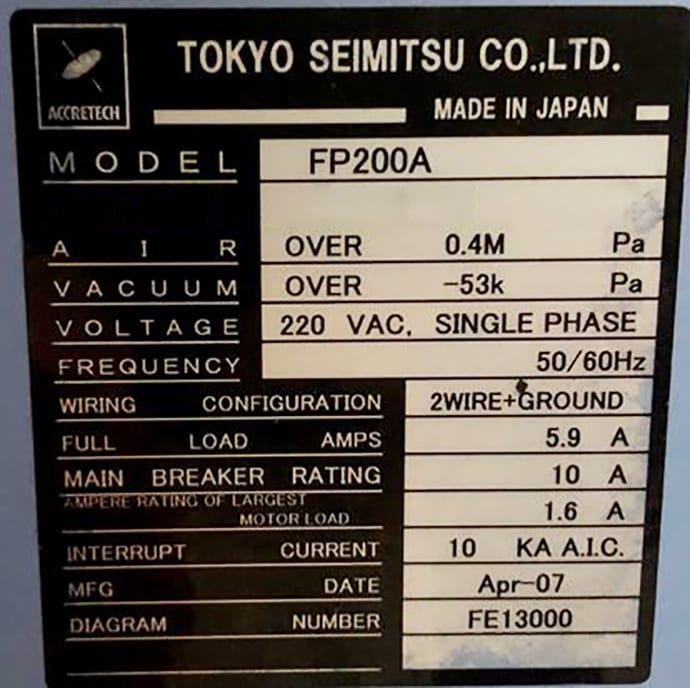 ACCRETECH
TOKYO SEIMITSU CO.,LTD.
MADE IN JAPAN
MODEL FP200A
AIR OVER 0.4M Pa
VACUUM OVER -53k Pa
VOLTAGE 220 VAC, SINGLE PHASE
FREQUENCY 50/60Hz
WIRING CONFIGURATION 2WIRE+GROUND
FULL LOAD AMPS 5.9 A
MAIN BREAKER RATING 10 A
AMPERE RATING OF LARGEST
MOTOR LOAD 1.6 A
INTERRUPT CURRENT 10 KA A.I.C.
MFG DATE Apr-07
DIAGRAM NUMBER FE13000